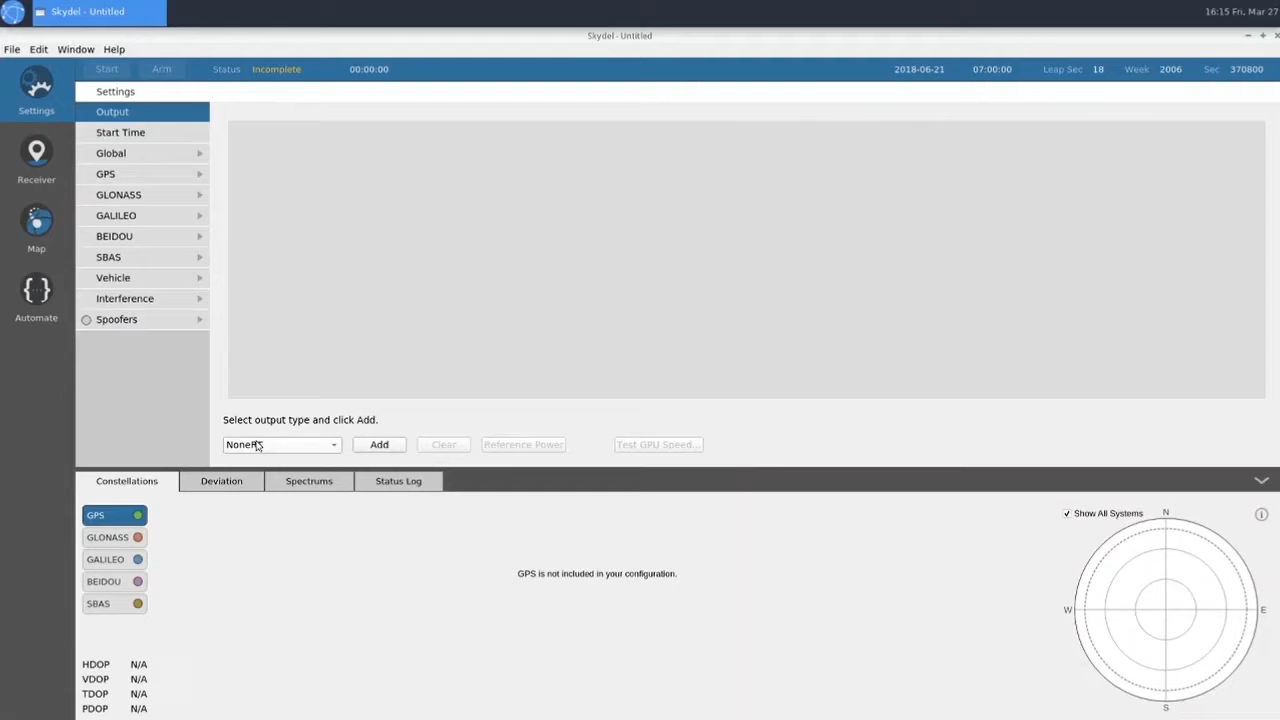 Skydel - Untitled
16:15 Fri, Mar 27
Skydel - Untitled
File Edit Window Help
Start Arm Status Incomplete 00:00:00 2018-06-21 07:00:00 Leap Sec 18 Week 2006 Sec 370800
Settings
Receiver
Map
Automate
Settings
Output
Start Time
Global
GPS
GLONASS
GALILEO
BEIDOU
SBAS
Vehicle
Interference
Spoofers
Select output type and click Add.
Add Clear Reference Power Test GPU Speed...
Constellations Deviation Spectrums Status Log
GPS
GLONASS
GALILEO
BEIDOU
SBAS
GPS is not included in your configuration.
HDOP N/A
VDOP N/A
TDOP N/A
PDOP N/A
Show All Systems
N
W E
S